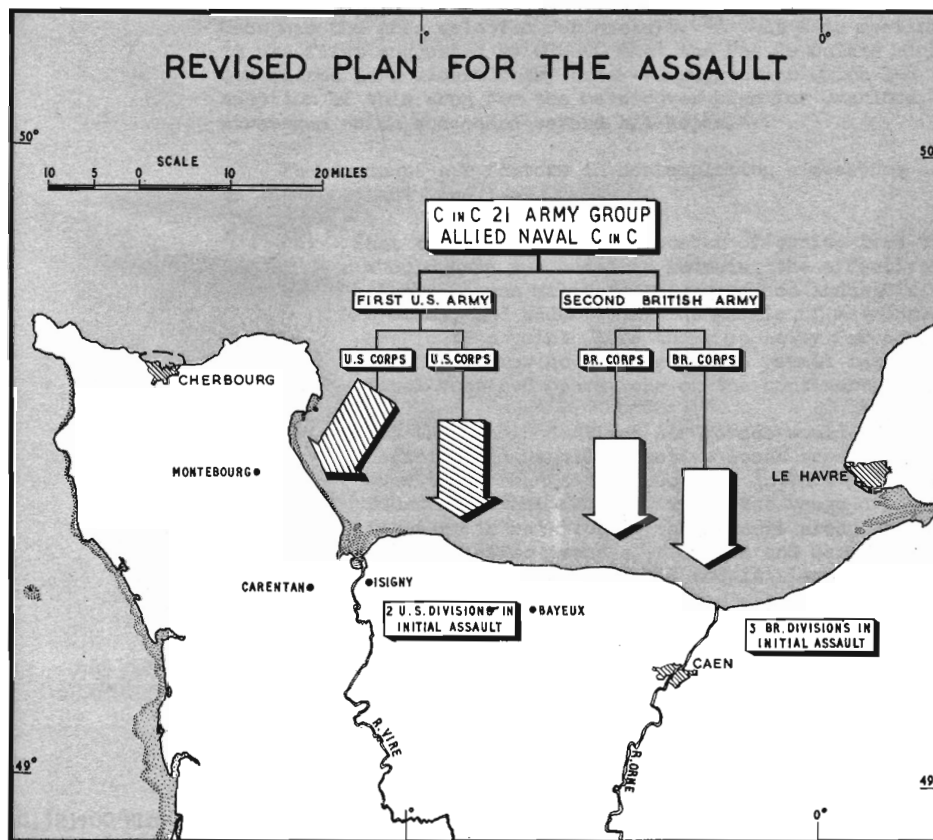 1°
0°
REVISED PLAN FOR THE ASSAULT
50°
50
SCALE
10 5 0 10 20 MILES
C IN C 21 ARMY GROUP
ALLIED NAVAL C IN C
FIRST U.S. ARMY
SECOND BRITISH ARMY
U.S CORPS
U.S. CORPS
BR. CORPS
BR. CORPS
CHERBOURG
MONTEBOURG
LE HAVRE
CARENTAN
ISIGNY
2 U.S. DIVISIONS IN
INITIAL ASSAULT
BAYEUX
3 BR. DIVISIONS IN
INITIAL ASSAULT
CAEN
R. VIRE
R. ORNE
49°
49
1°
0°